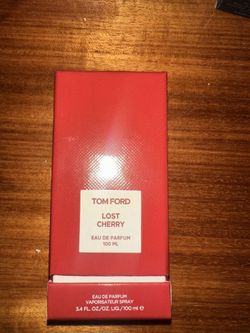 TOM FORD
LOST
CHERRY
EAU DE PARFUM
100 ML
EAU DE PARFUM
VAPORISATEUR SPRAY
3.4 FL. OZ./OZ. LIQ./100 ml ℮